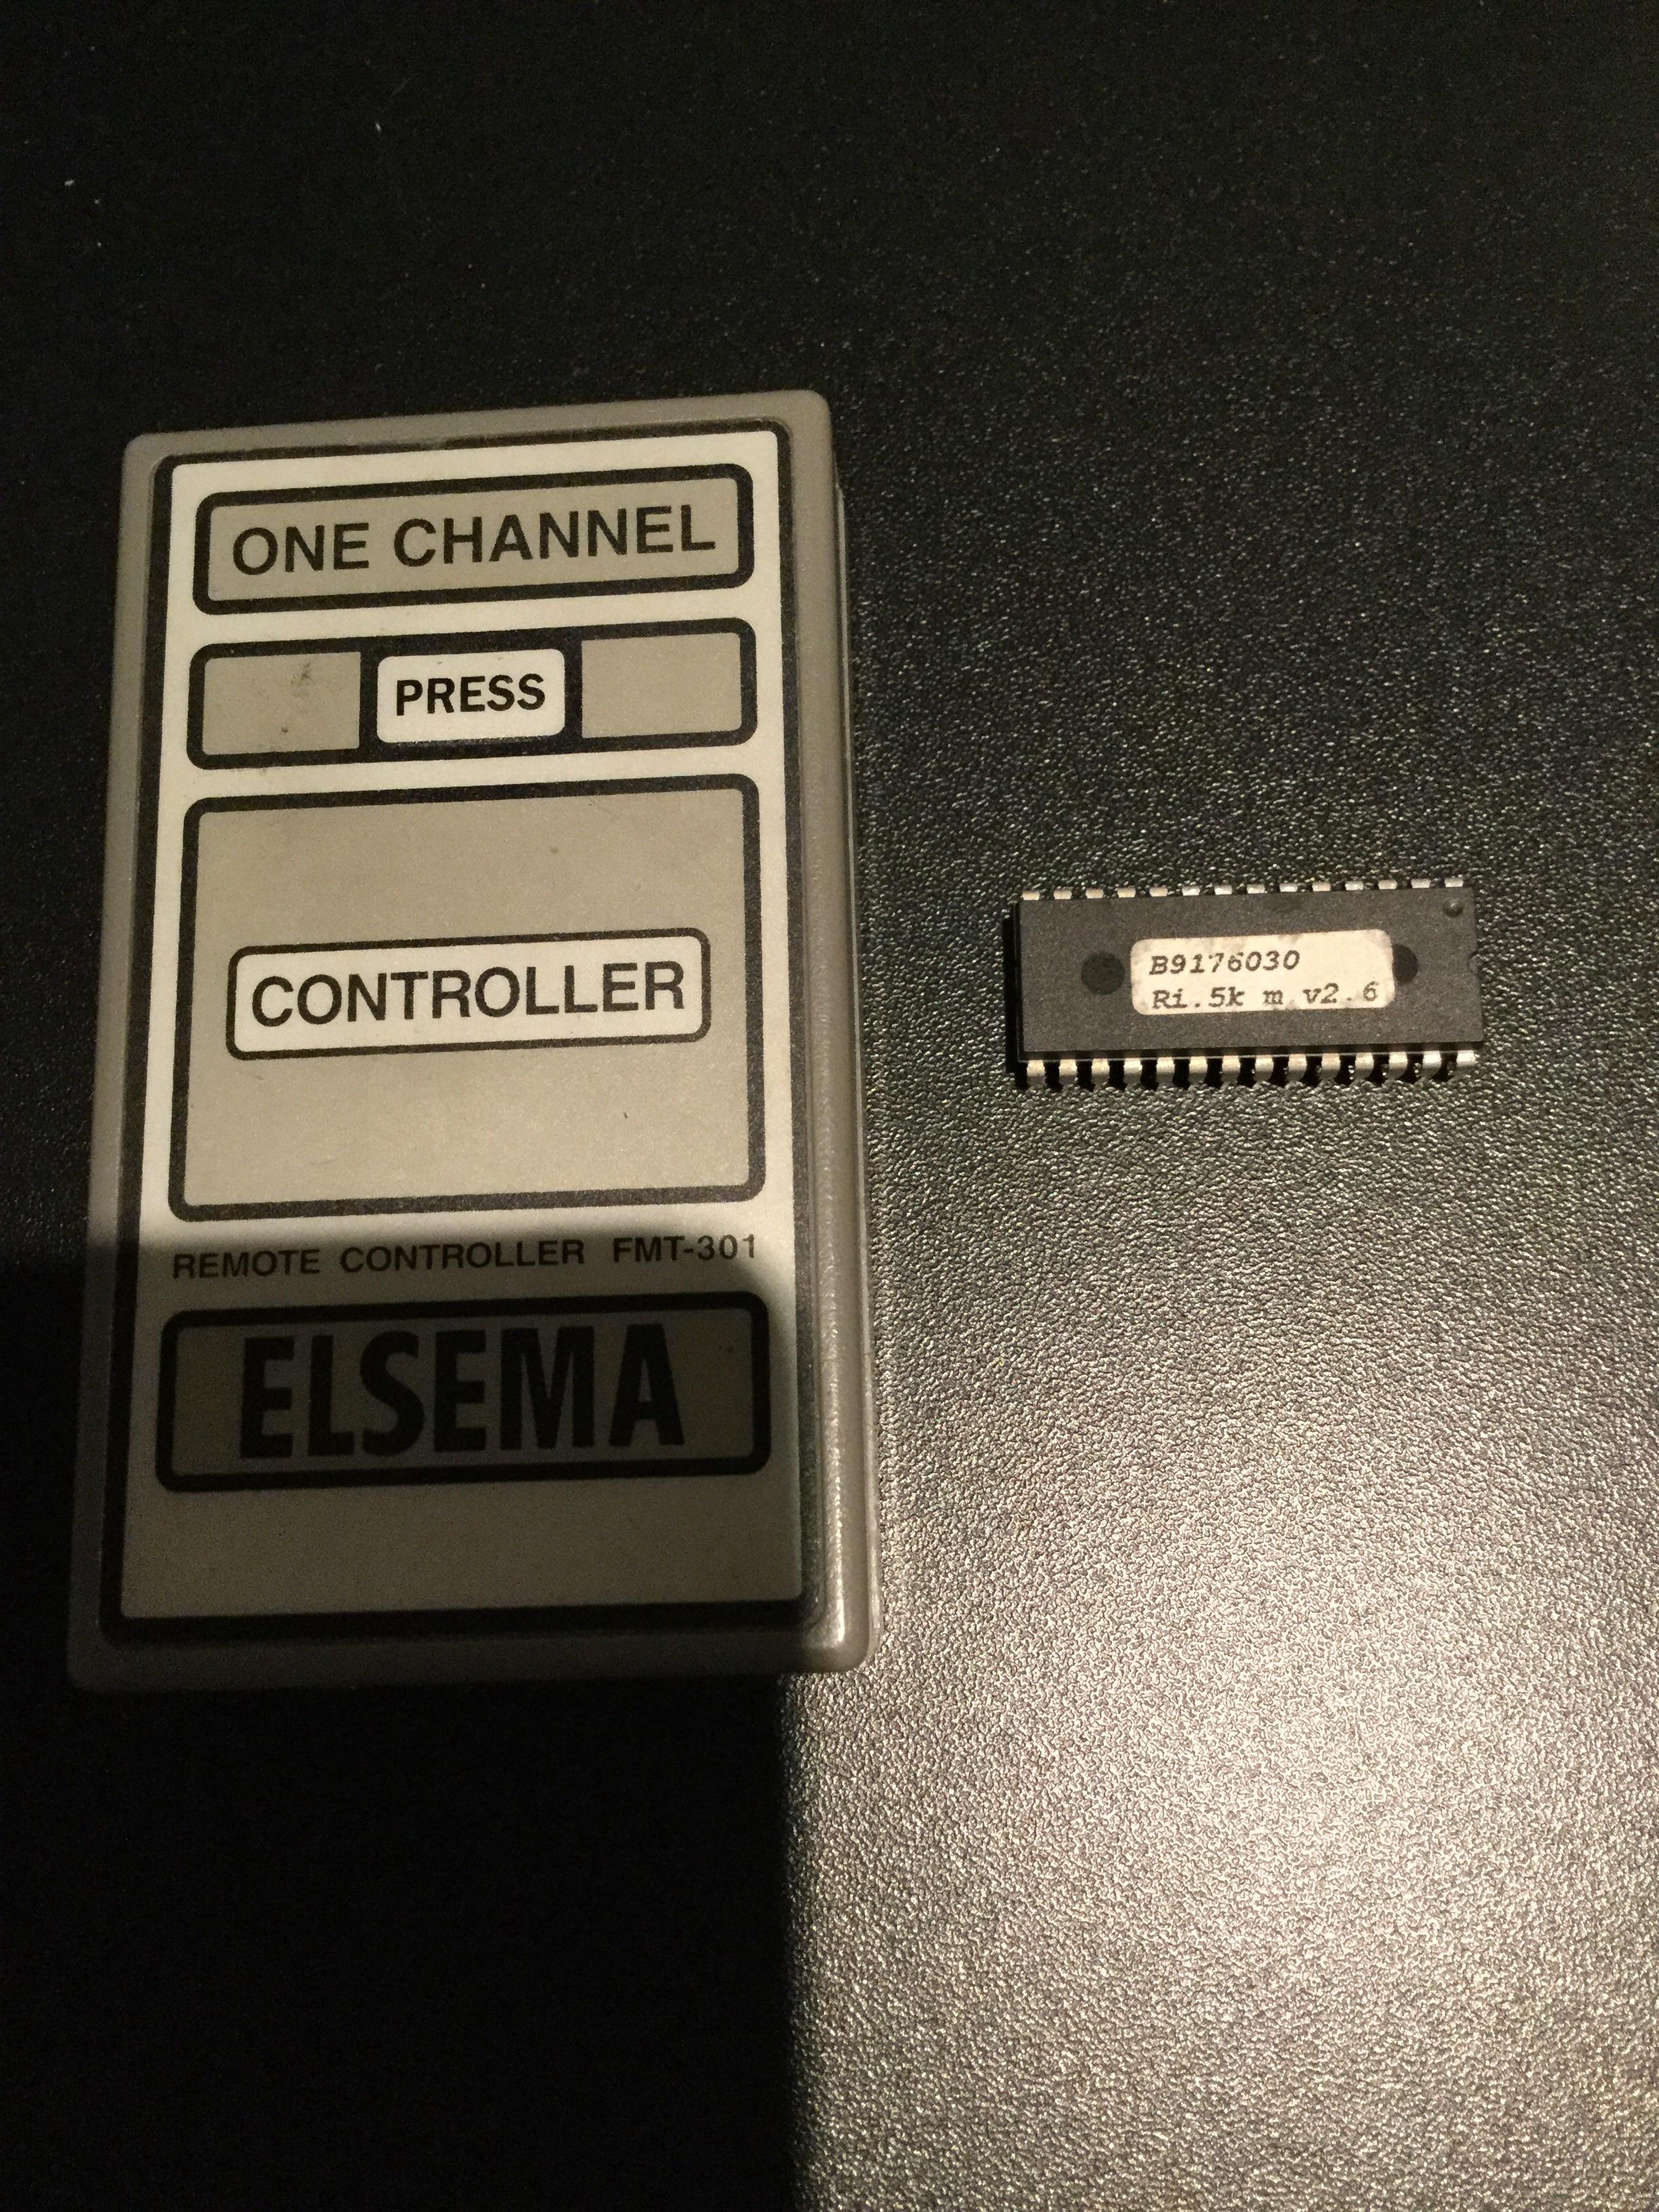 ONE CHANNEL
PRESS
CONTROLLER
REMOTE CONTROLLER FMT-301
ELSEMA
B9176030
Ri.5k m v2.6